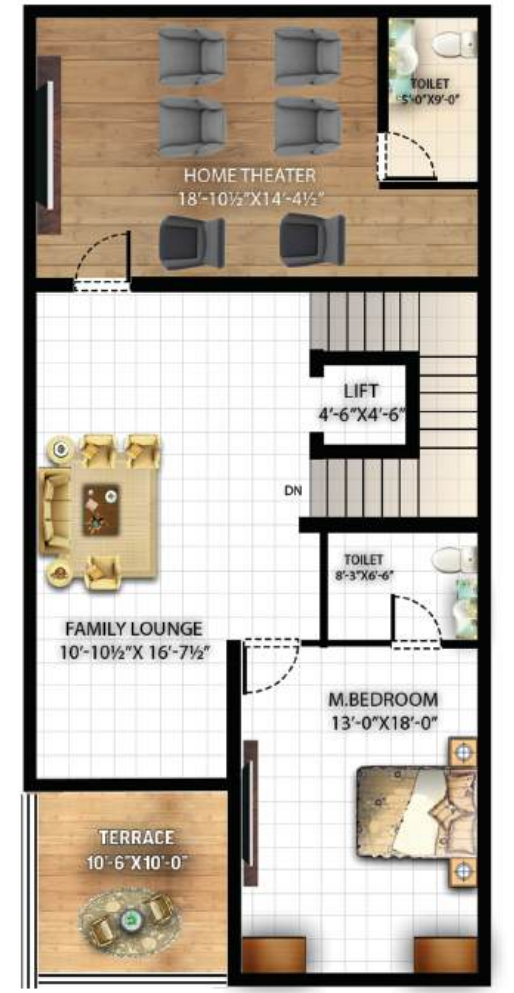 TOILET
5'-0"X9'-0"
HOME THEATER
18'-10½"X14'-4½"
LIFT
4'-6"X4'-6"
DN
TOILET
8'-3"X6'-6"
FAMILY LOUNGE
10'-10½"X 16'-7½"
M.BEDROOM
13'-0"X18'-0"
TERRACE
10'-6"X10'-0"